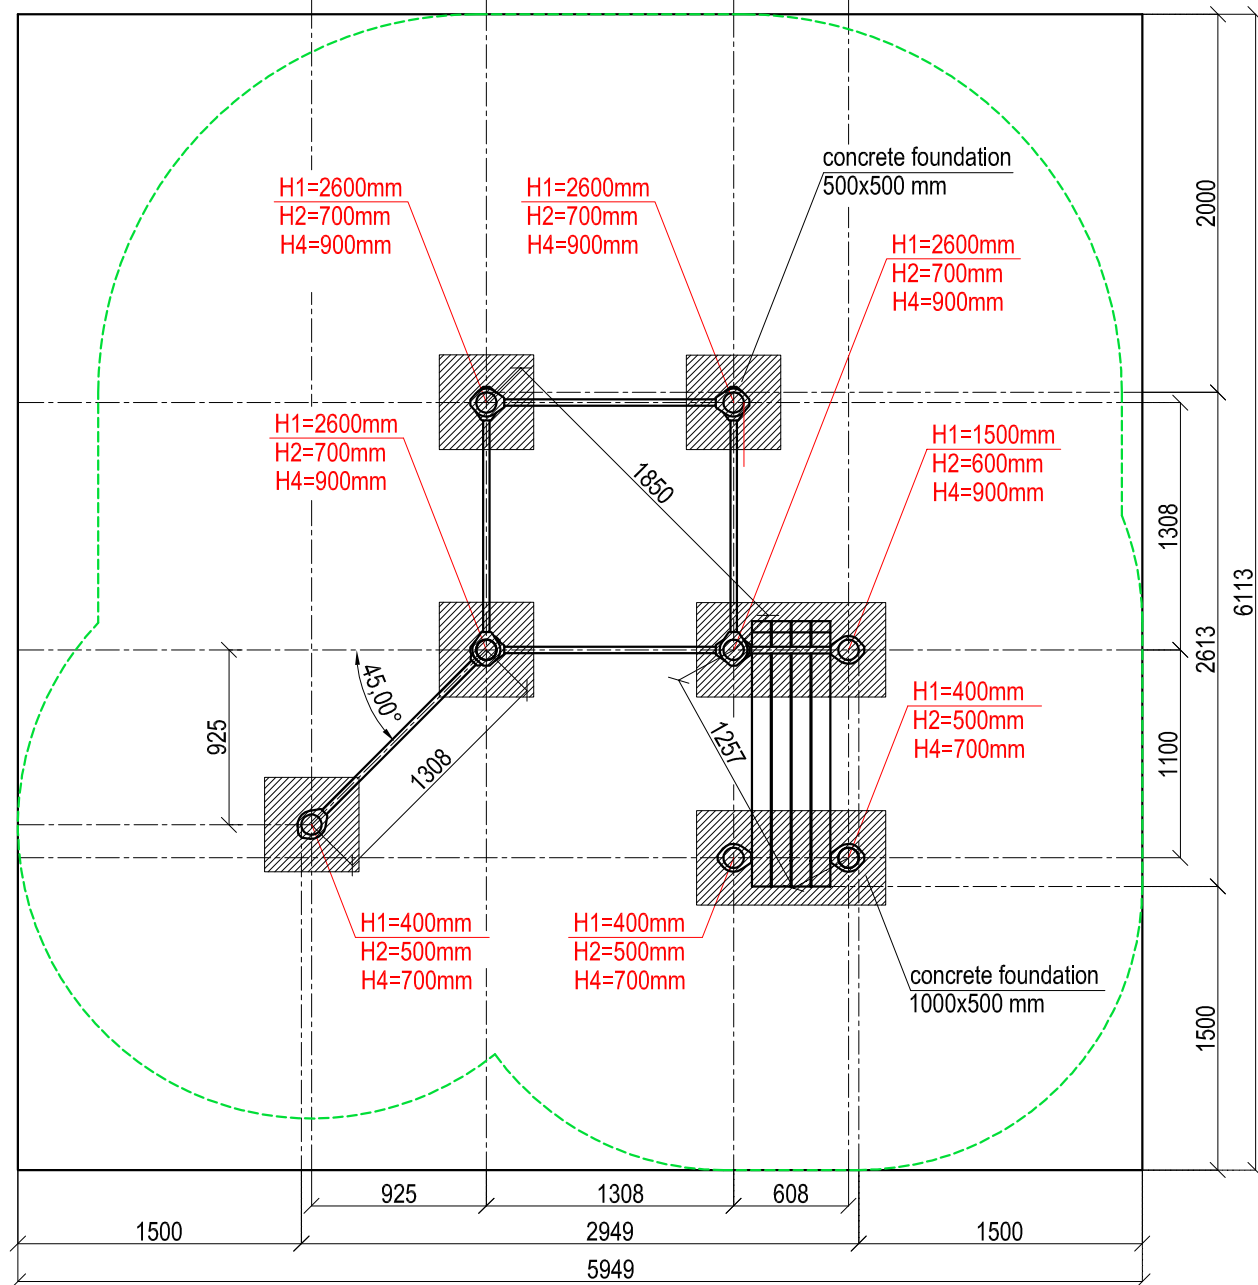 concrete foundation
500x500 mm
H1=2600mm
H2=700mm
H4=900mm
H1=2600mm
H2=700mm
H4=900mm
2000
H1=2600mm
H2=700mm
H4=900mm
H1=2600mm
H2=700mm
H4=900mm
1850
H1=1500mm
H2=600mm
H4=900mm
1308
6113
2613
45,00°
925
1308
1257
H1=400mm
H2=500mm
H4=700mm
1100
H1=400mm
H2=500mm
H4=700mm
H1=400mm
H2=500mm
H4=700mm
concrete foundation
1000x500 mm
1500
925
1308
608
1500
2949
1500
5949